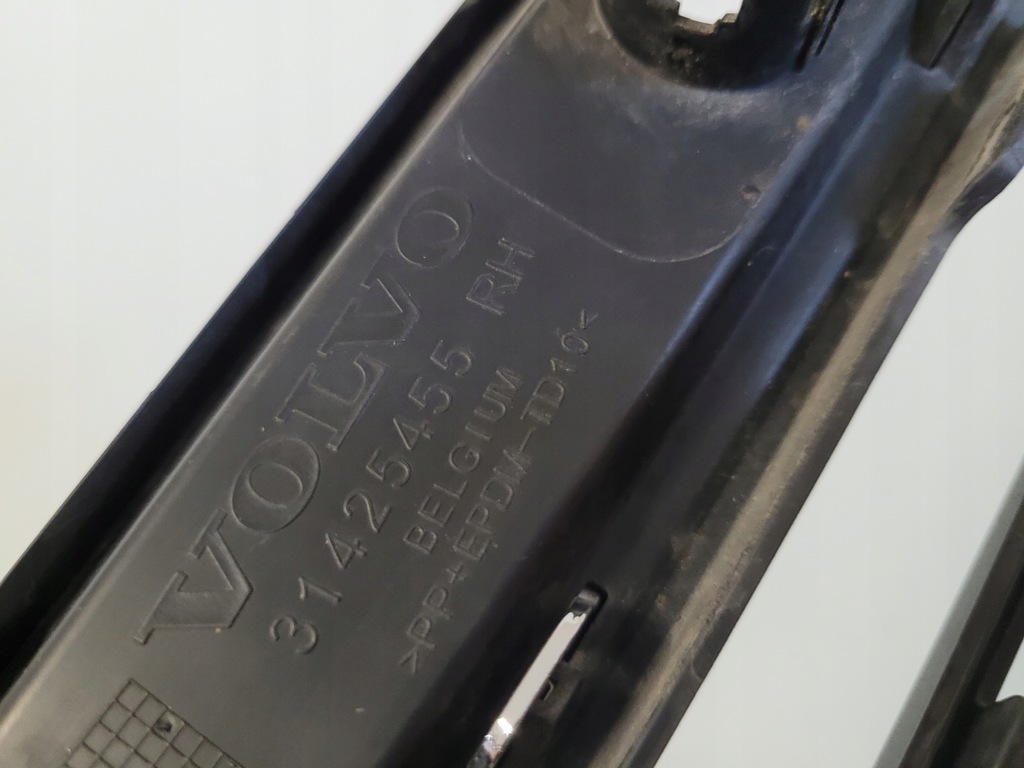 VOLVO
31425455 RH
BELGIUM
>PP+EPDM-TD10<